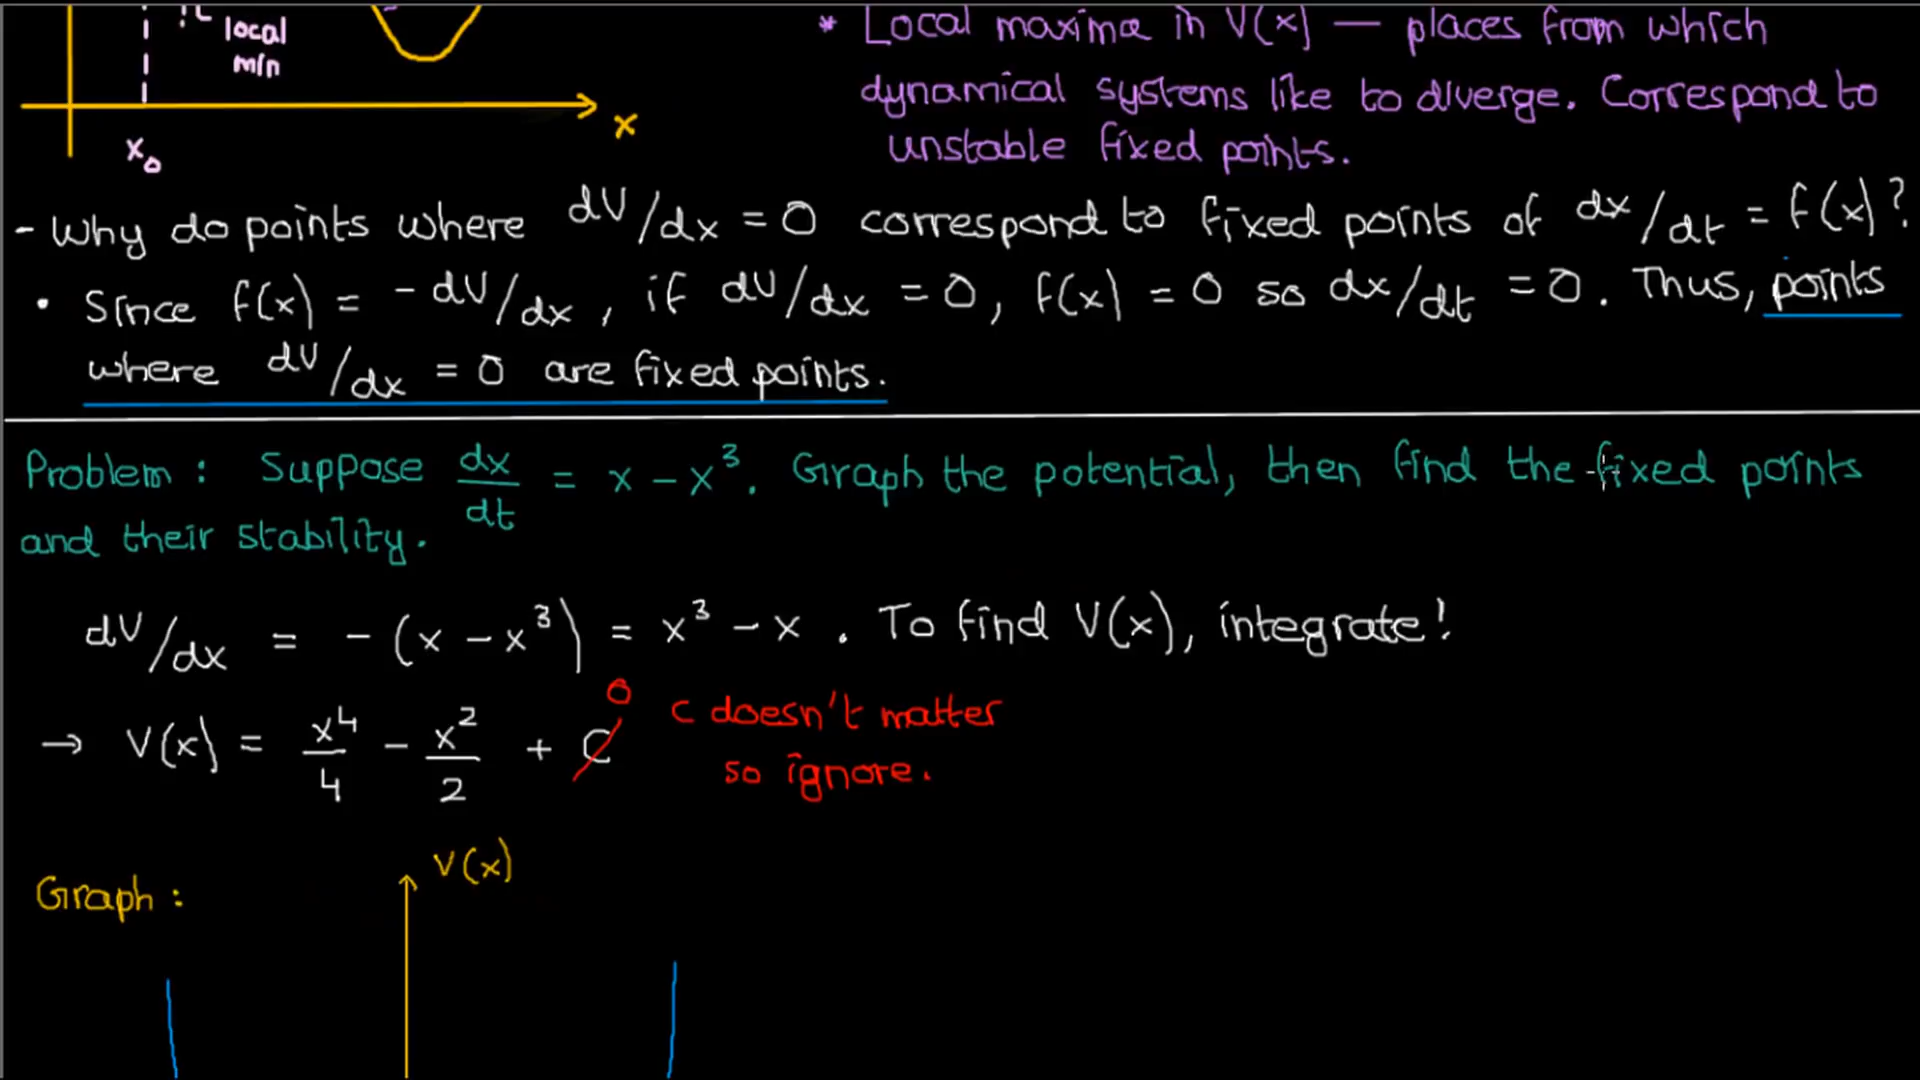 local
min
x
x₀
* Local maxima in V(x) — places from which
dynamical systems like to diverge. Correspond to
unstable fixed points.
- Why do points where dV/dx = 0 correspond to fixed points of dx/dt = f(x)?
• Since f(x) = -dV/dx, if dV/dx = 0, f(x) = 0 so dx/dt = 0. Thus, points
where dV/dx = 0 are fixed points.
Problem: Suppose dx/dt = x - x³. Graph the potential, then find the fixed points
and their stability.
dV/dx = -(x - x³) = x³ - x. To find V(x), integrate!
→ V(x) = x⁴/4 - x²/2 + C 0
C doesn't matter
so ignore.
Graph:
V(x)